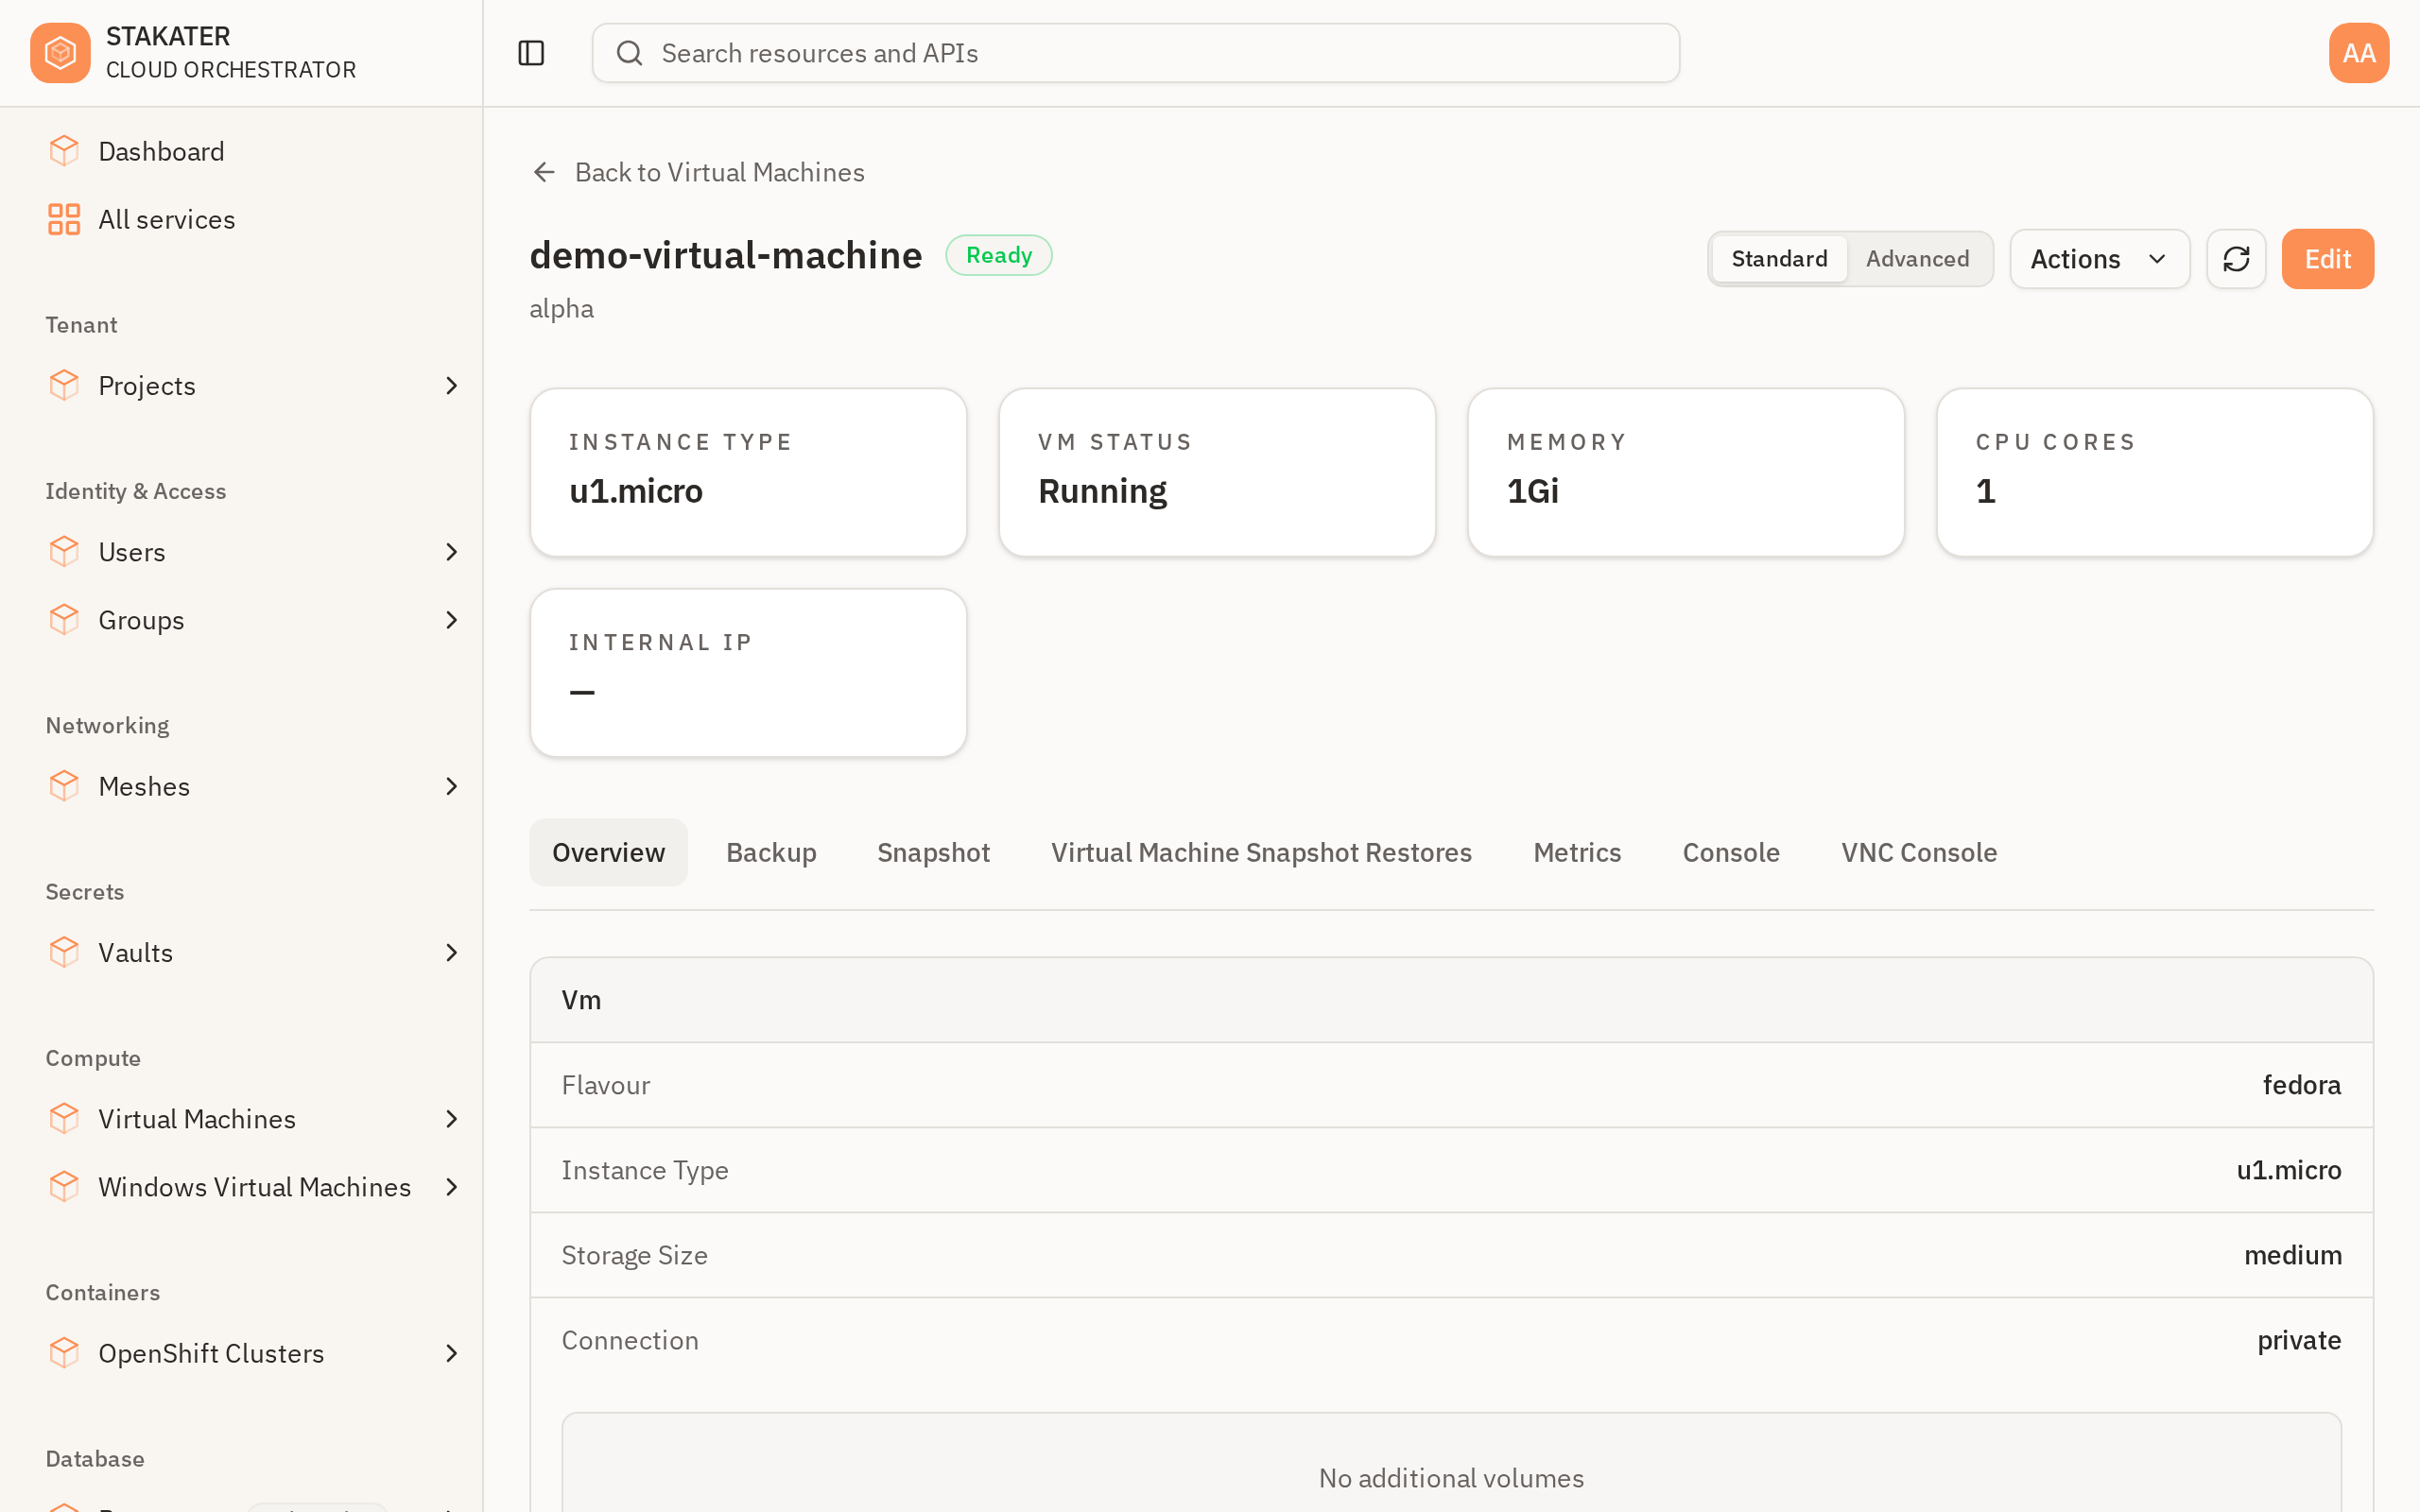 STAKATER
CLOUD ORCHESTRATOR
Search resources and APIs
AA
Dashboard
All services
Tenant
Projects
Identity & Access
Users
Groups
Networking
Meshes
Secrets
Vaults
Compute
Virtual Machines
Windows Virtual Machines
Containers
OpenShift Clusters
Database
Back to Virtual Machines
demo-virtual-machine
Ready
alpha
Standard
Advanced
Actions
Edit
INSTANCE TYPE
u1.micro
VM STATUS
Running
MEMORY
1Gi
CPU CORES
1
INTERNAL IP
—
Overview
Backup
Snapshot
Virtual Machine Snapshot Restores
Metrics
Console
VNC Console
Vm
Flavour
fedora
Instance Type
u1.micro
Storage Size
medium
Connection
private
No additional volumes